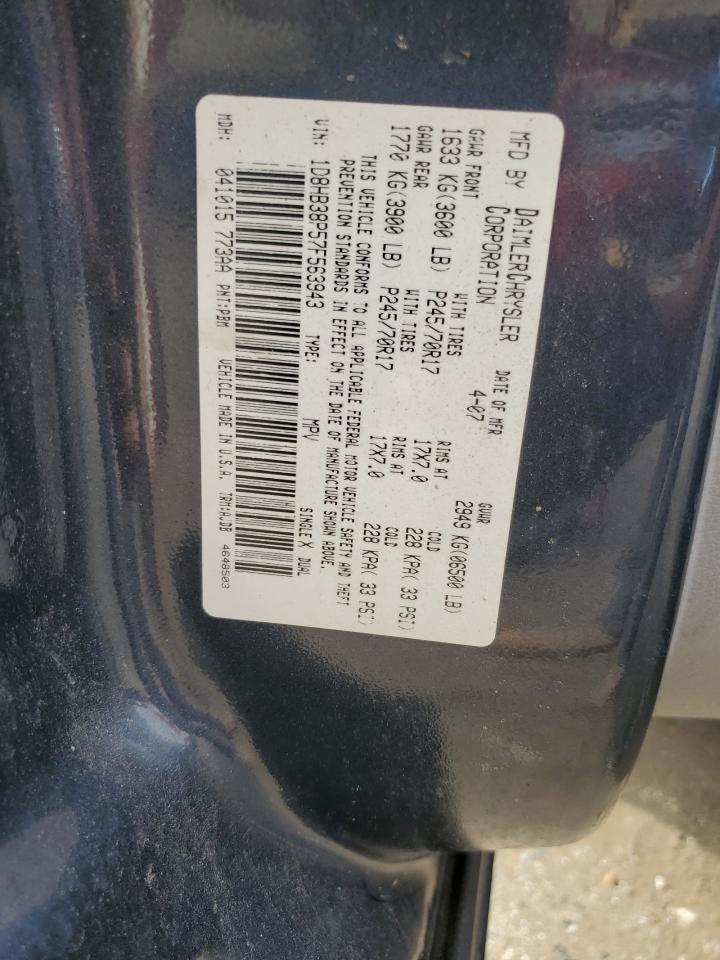 MFD BY DAIMLERCHRYSLER CORPORATION
DATE OF MFR 4-07
GVWR 2949 KG(06500 LB)
GAWR FRONT 1633 KG(3600 LB)
WITH TIRES P245/70R17
RIMS AT 17X7.0
COLD 228 KPA( 33 PSI)
GAWR REAR 1770 KG(3900 LB)
WITH TIRES P245/70R17
RIMS AT 17X7.0
COLD 228 KPA( 33 PSI)
THIS VEHICLE CONFORMS TO ALL APPLICABLE FEDERAL MOTOR VEHICLE SAFETY AND THEFT
PREVENTION STANDARDS IN EFFECT ON THE DATE OF MANUFACTURE SHOWN ABOVE.
VIN: 1D8HB38P57F563943 TYPE: MPV SINGLE X DUAL
MDH: 041015 773AA PNT:PBM VEHICLE MADE IN U.S.A. TRM:A.DB 4648503